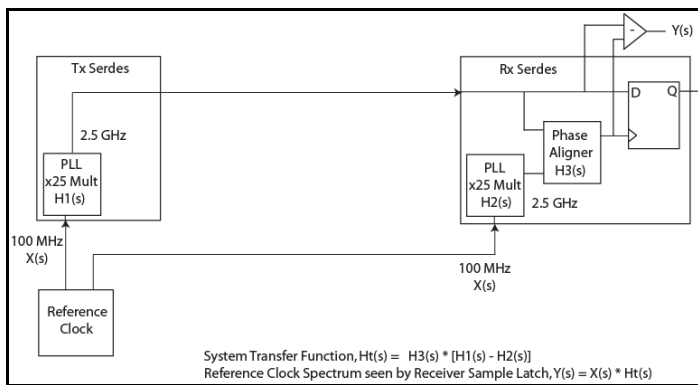 Y(s)
-
Tx Serdes
Rx Serdes
D
Q
2.5 GHz
PLL
x25 Mult
H1(s)
Phase
Aligner
H3(s)
PLL
x25 Mult
H2(s)
2.5 GHz
100 MHz
X(s)
100 MHz
X(s)
Reference
Clock
System Transfer Function, Ht(s) = H3(s) * [H1(s) - H2(s)]
Reference Clock Spectrum seen by Receiver Sample Latch, Y(s) = X(s) * Ht(s)